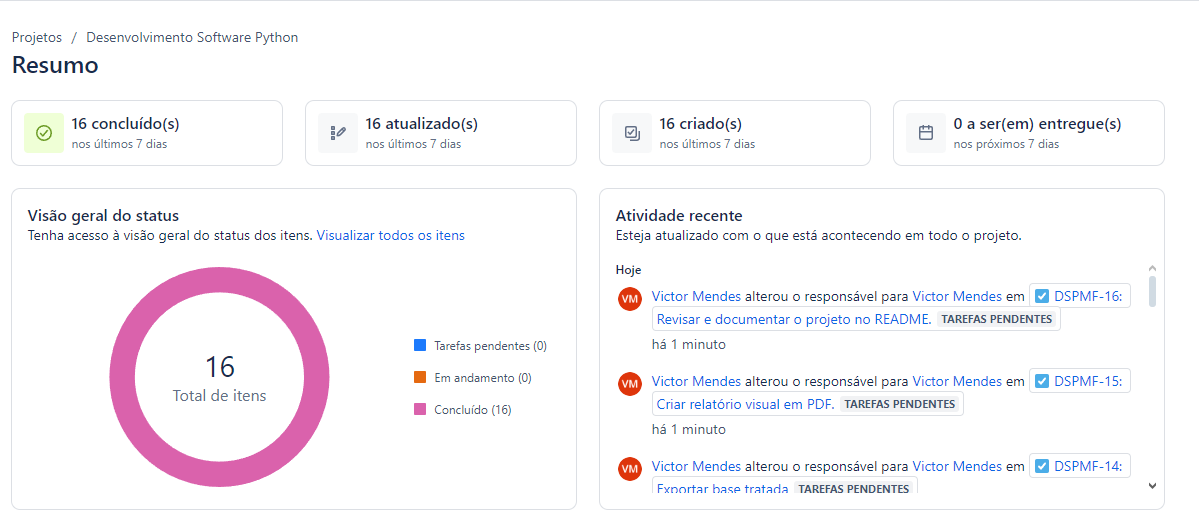 Projetos / Desenvolvimento Software Python
Resumo
16 concluído(s)
nos últimos 7 dias
16 atualizado(s)
nos últimos 7 dias
16 criado(s)
nos últimos 7 dias
0 a ser(em) entregue(s)
nos próximos 7 dias
Visão geral do status
Tenha acesso à visão geral do status dos itens. Visualizar todos os itens
16
Total de itens
Tarefas pendentes (0)
Em andamento (0)
Concluído (16)
Atividade recente
Esteja atualizado com o que está acontecendo em todo o projeto.
Hoje
VM
Victor Mendes alterou o responsável para Victor Mendes em DSPMF-16:
Revisar e documentar o projeto no README. TAREFAS PENDENTES
há 1 minuto
VM
Victor Mendes alterou o responsável para Victor Mendes em DSPMF-15:
Criar relatório visual em PDF. TAREFAS PENDENTES
há 1 minuto
VM
Victor Mendes alterou o responsável para Victor Mendes em DSPMF-14:
Exportar base tratada TAREFAS PENDENTES